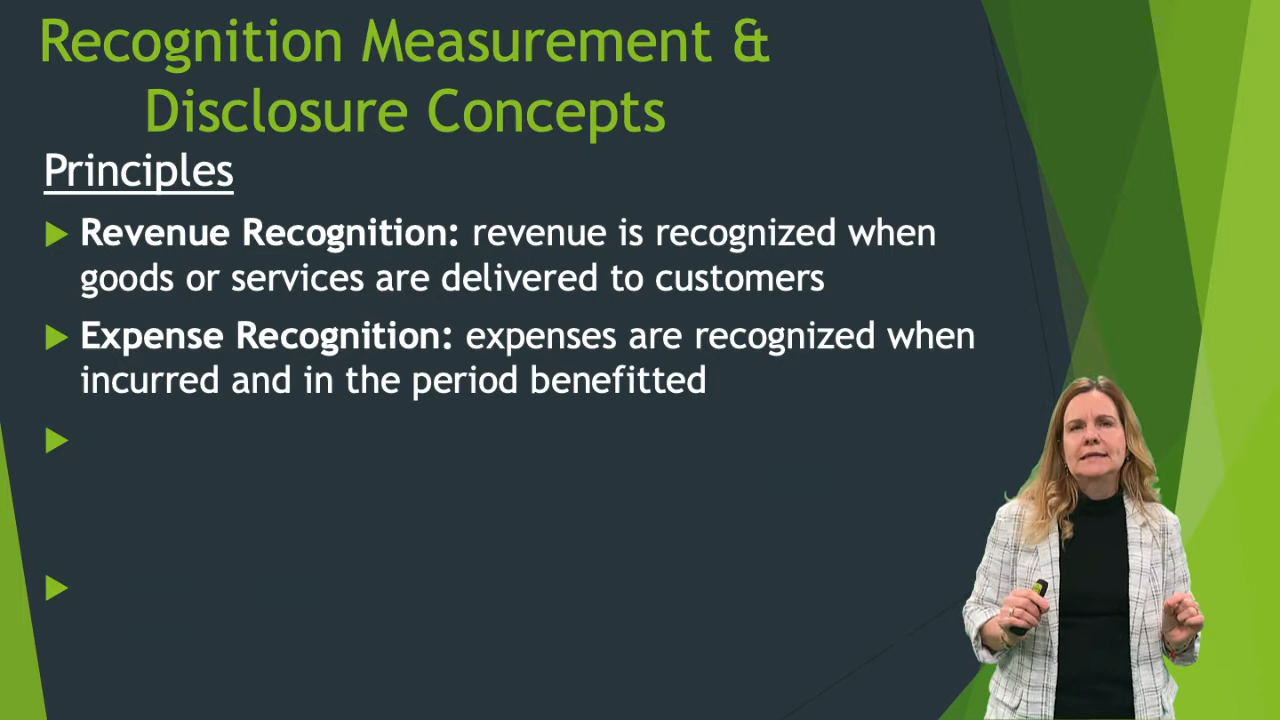 Recognition Measurement &
Disclosure Concepts
Principles
Revenue Recognition: revenue is recognized when
goods or services are delivered to customers
Expense Recognition: expenses are recognized when
incurred and in the period benefitted